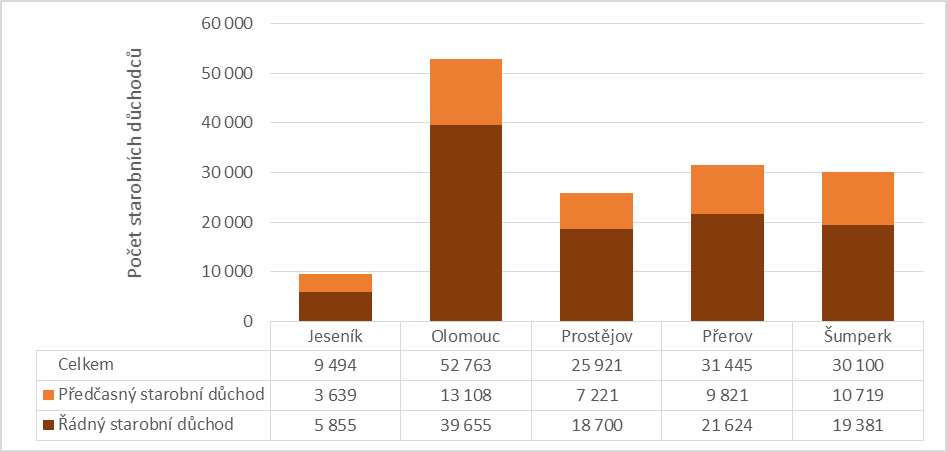 Počet starobních důchodců
60 000
50 000
40 000
30 000
20 000
10 000
0
Jeseník Olomouc Prostějov Přerov Šumperk
Celkem 9 494 52 763 25 921 31 445 30 100
Předčasný starobní důchod 3 639 13 108 7 221 9 821 10 719
Řádný starobní důchod 5 855 39 655 18 700 21 624 19 381